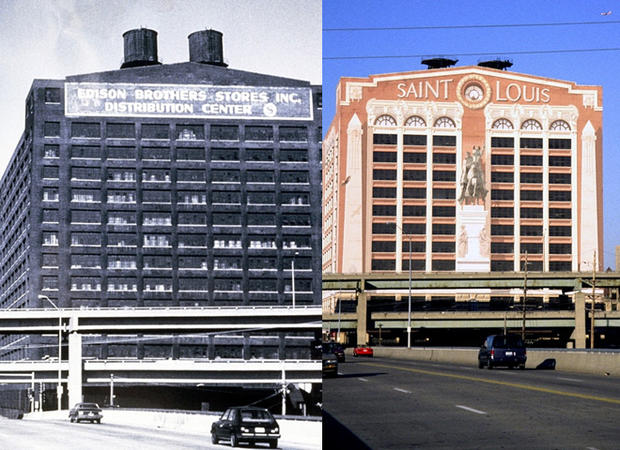 EDISON BROTHERS STORES INC.
DISTRIBUTION CENTER
SAINT LOUIS